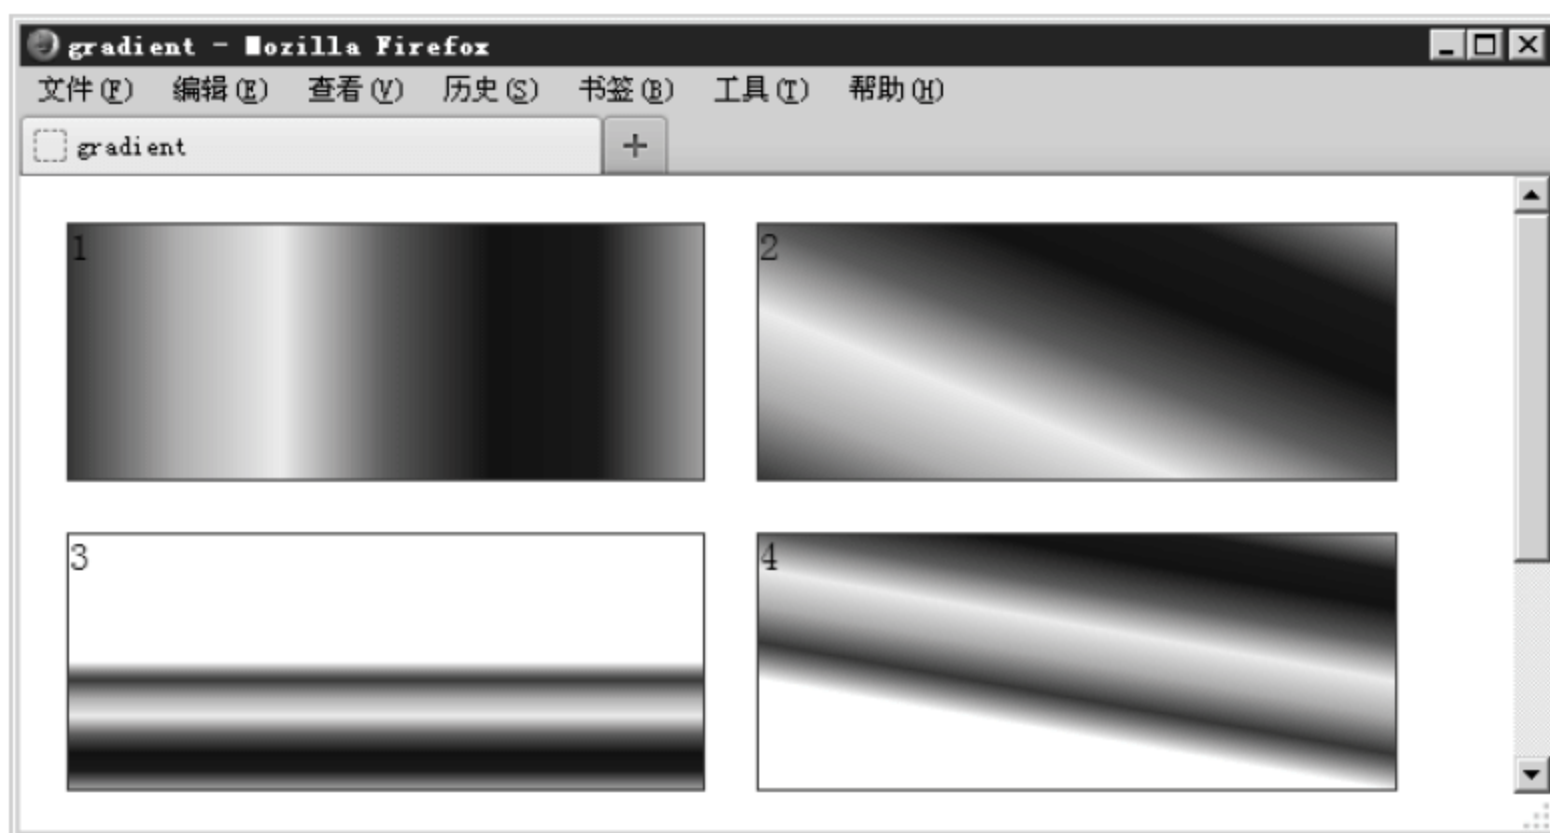 gradient - Mozilla Firefox
文件(F) 编辑(E) 查看(V) 历史(S) 书签(B) 工具(T) 帮助(H)
gradient
1
2
3
4